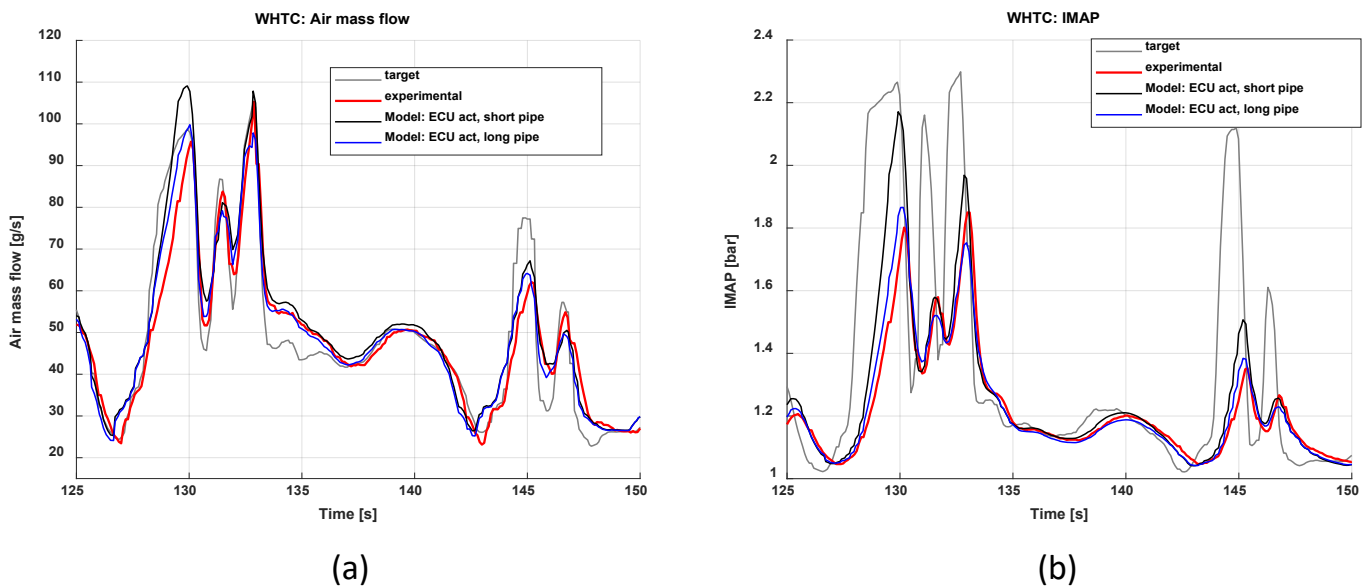 WHTC: Air mass flow
120
110
100
90
80
70
60
50
40
30
20
125
130
135
140
145
150
Air mass flow [g/s]
Time [s]
target
experimental
Model: ECU act, short pipe
Model: ECU act, long pipe
(a)
WHTC: IMAP
2.4
2.2
2
1.8
1.6
1.4
1.2
1
125
130
135
140
145
150
IMAP [bar]
Time [s]
target
experimental
Model: ECU act, short pipe
Model: ECU act, long pipe
(b)